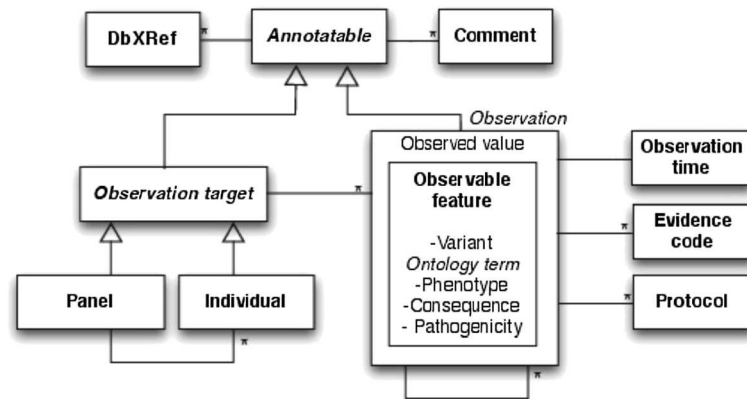 DbXRef
Annotatable
Comment
Observation
Observed value
Observation
time
Observable
feature
Observation target
-Variant
Evidence
code
Ontology term
-Phenotype
Panel
Individual
-Consequence
Protocol
- Pathogenicity